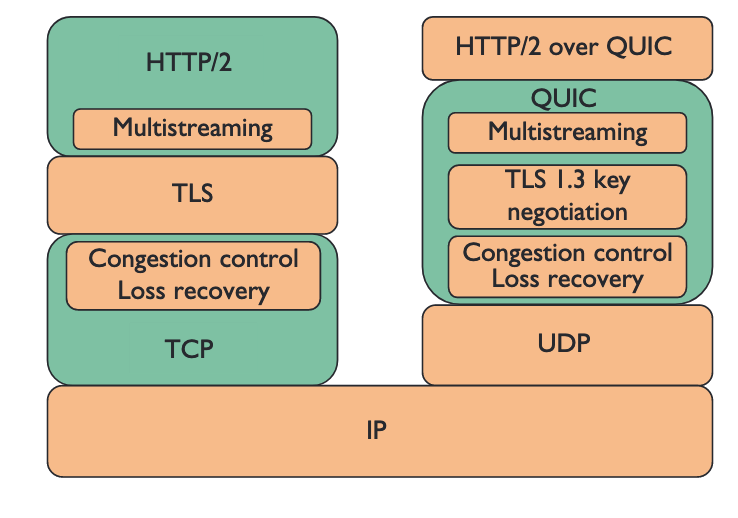 HTTP/2
Multistreaming
TLS
Congestion control
Loss recovery
TCP
HTTP/2 over QUIC
QUIC
Multistreaming
TLS 1.3 key
negotiation
Congestion control
Loss recovery
UDP
IP